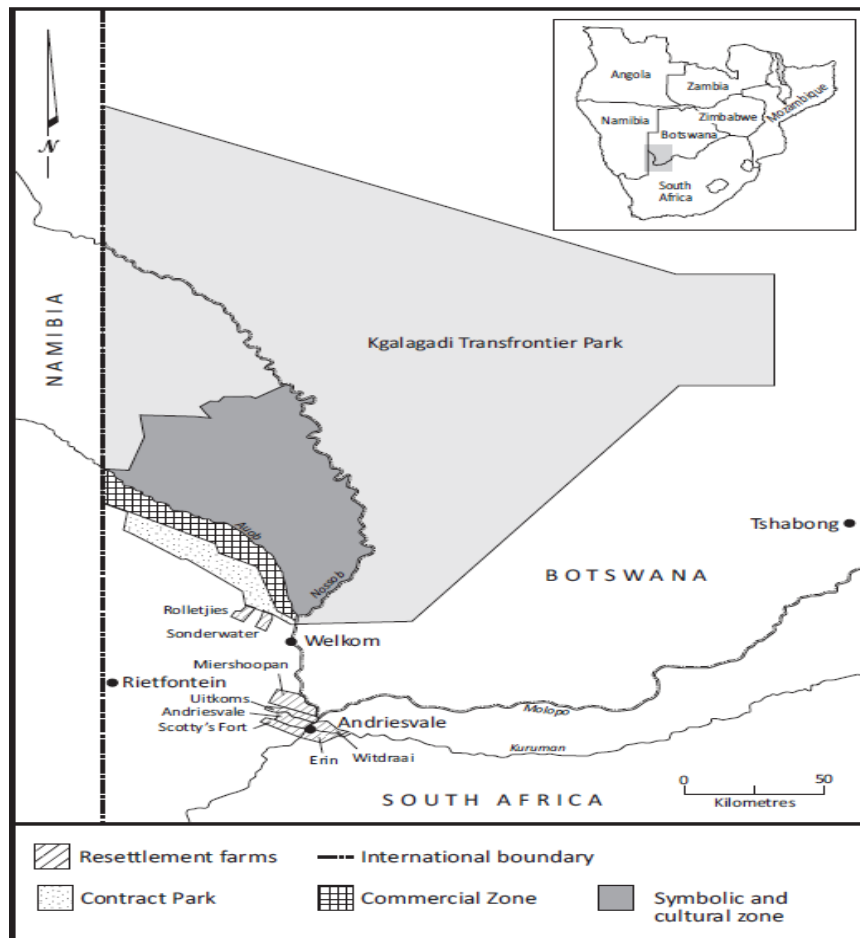 N
Angola
Zambia
Zimbabwe
Mozambique
Namibia
Botswana
South
Africa
NAMIBIA
Kgalagadi Transfrontier Park
Auob
Nossob
Tshabong
BOTSWANA
Rolletjies
Sonderwater
Welkom
Miershoopan
Rietfontein
Uitkoms
Andriesvale
Scotty's Fort
Andriesvale
Erin
Witdraai
Molopo
Kuruman
SOUTH AFRICA
0 50
Kilometres
Resettlement farms
International boundary
Contract Park
Commercial Zone
Symbolic and
cultural zone